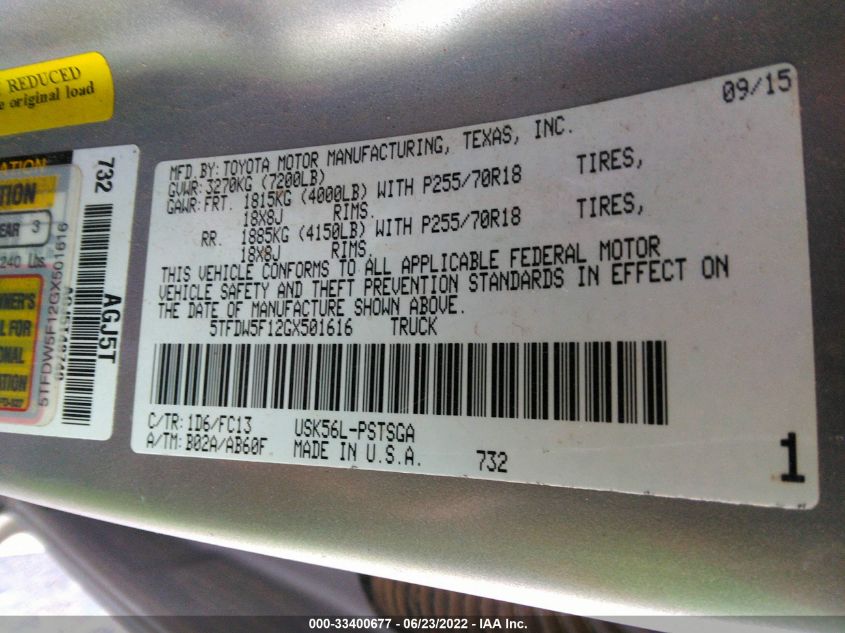 REDUCED
e original load
732
AGJ5T
EAR 3
240 Lbs
5TFDW5F12GX501616
09/15
MFD.BY:TOYOTA MOTOR MANUFACTURING, TEXAS, INC.
GVWR:3270KG (7200LB)
GAWR:FRT. 1815KG (4000LB) WITH P255/70R18 TIRES,
18X8J RIMS.
RR. 1885KG (4150LB) WITH P255/70R18 TIRES,
18X8J RIMS.
THIS VEHICLE CONFORMS TO ALL APPLICABLE FEDERAL MOTOR
VEHICLE SAFETY AND THEFT PREVENTION STANDARDS IN EFFECT ON
THE DATE OF MANUFACTURE SHOWN ABOVE.
5TFDW5F12GX501616 TRUCK
C/TR:1D6/FC13 USK56L-PSTSGA
A/TM:B02A/AB60F MADE IN U.S.A. 732
1
000-33400677 - 06/23/2022 - IAA Inc.